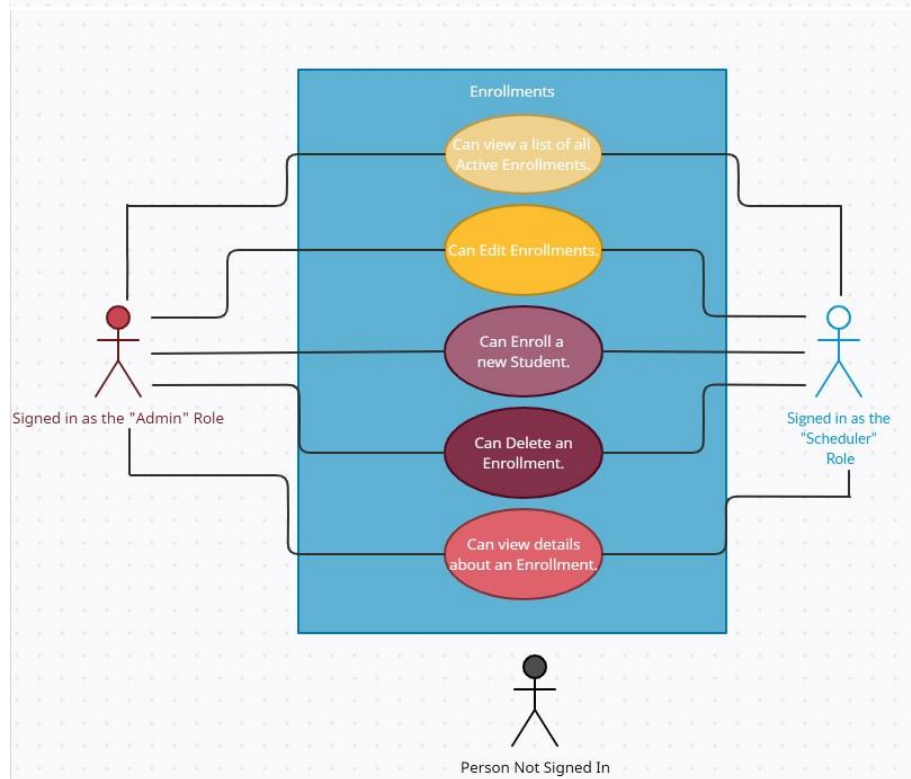 Enrollments
Can view a list of all
Active Enrollments.
Can Edit Enrollments.
Can Enroll a
new Student.
Signed in as the "Admin" Role
Signed in as the
"Scheduler"
Role
Can Delete an
Enrollment.
Can view details
about an Enrollment.
Person Not Signed In